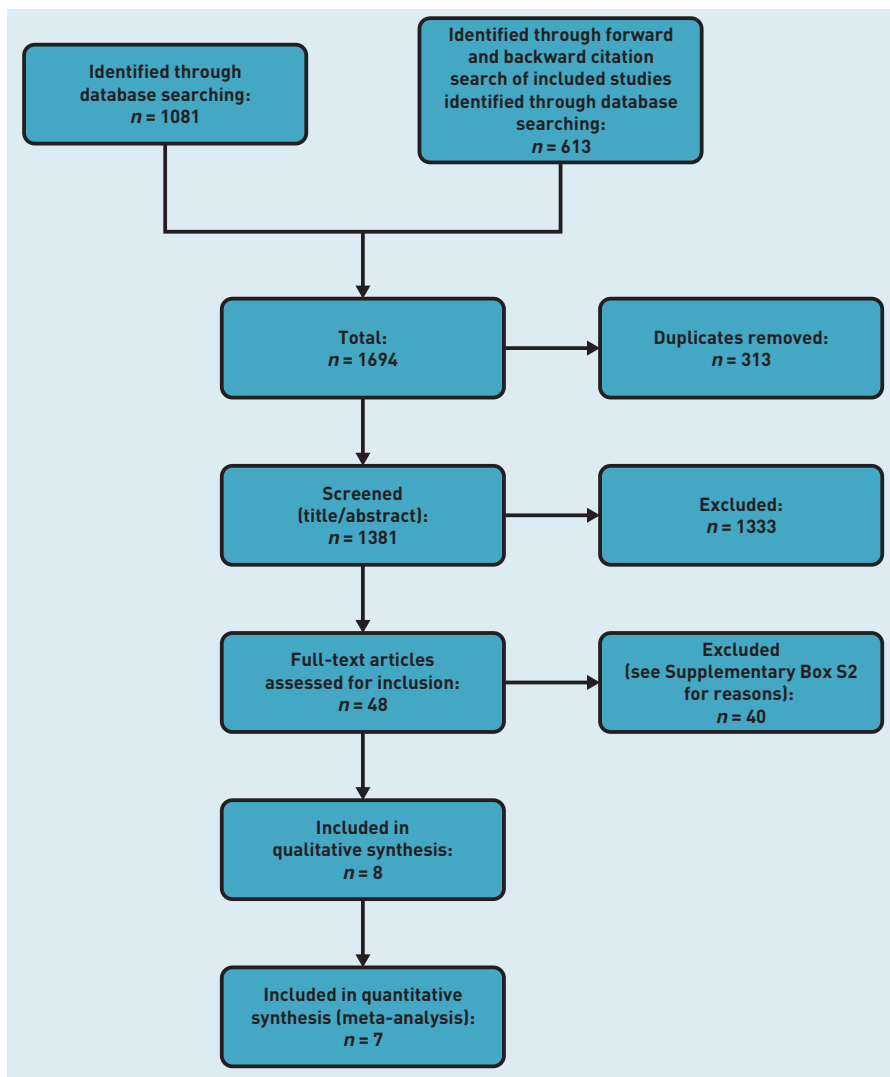 Identified through
database searching:
n = 1081
Identified through forward
and backward citation
search of included studies
identified through database
searching:
n = 613
Total:
n = 1694
Duplicates removed:
n = 313
Screened
(title/abstract):
n = 1381
Excluded:
n = 1333
Full-text articles
assessed for inclusion:
n = 48
Excluded
(see Supplementary Box S2
for reasons):
n = 40
Included in
qualitative synthesis:
n = 8
Included in quantitative
synthesis (meta-analysis):
n = 7